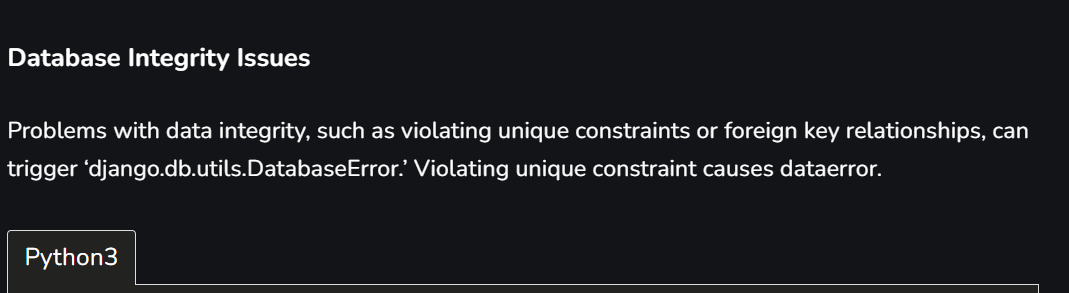 Database Integrity Issues
Problems with data integrity, such as violating unique constraints or foreign key relationships, can
trigger ‘django.db.utils.DatabaseError.’ Violating unique constraint causes dataerror.
Python3